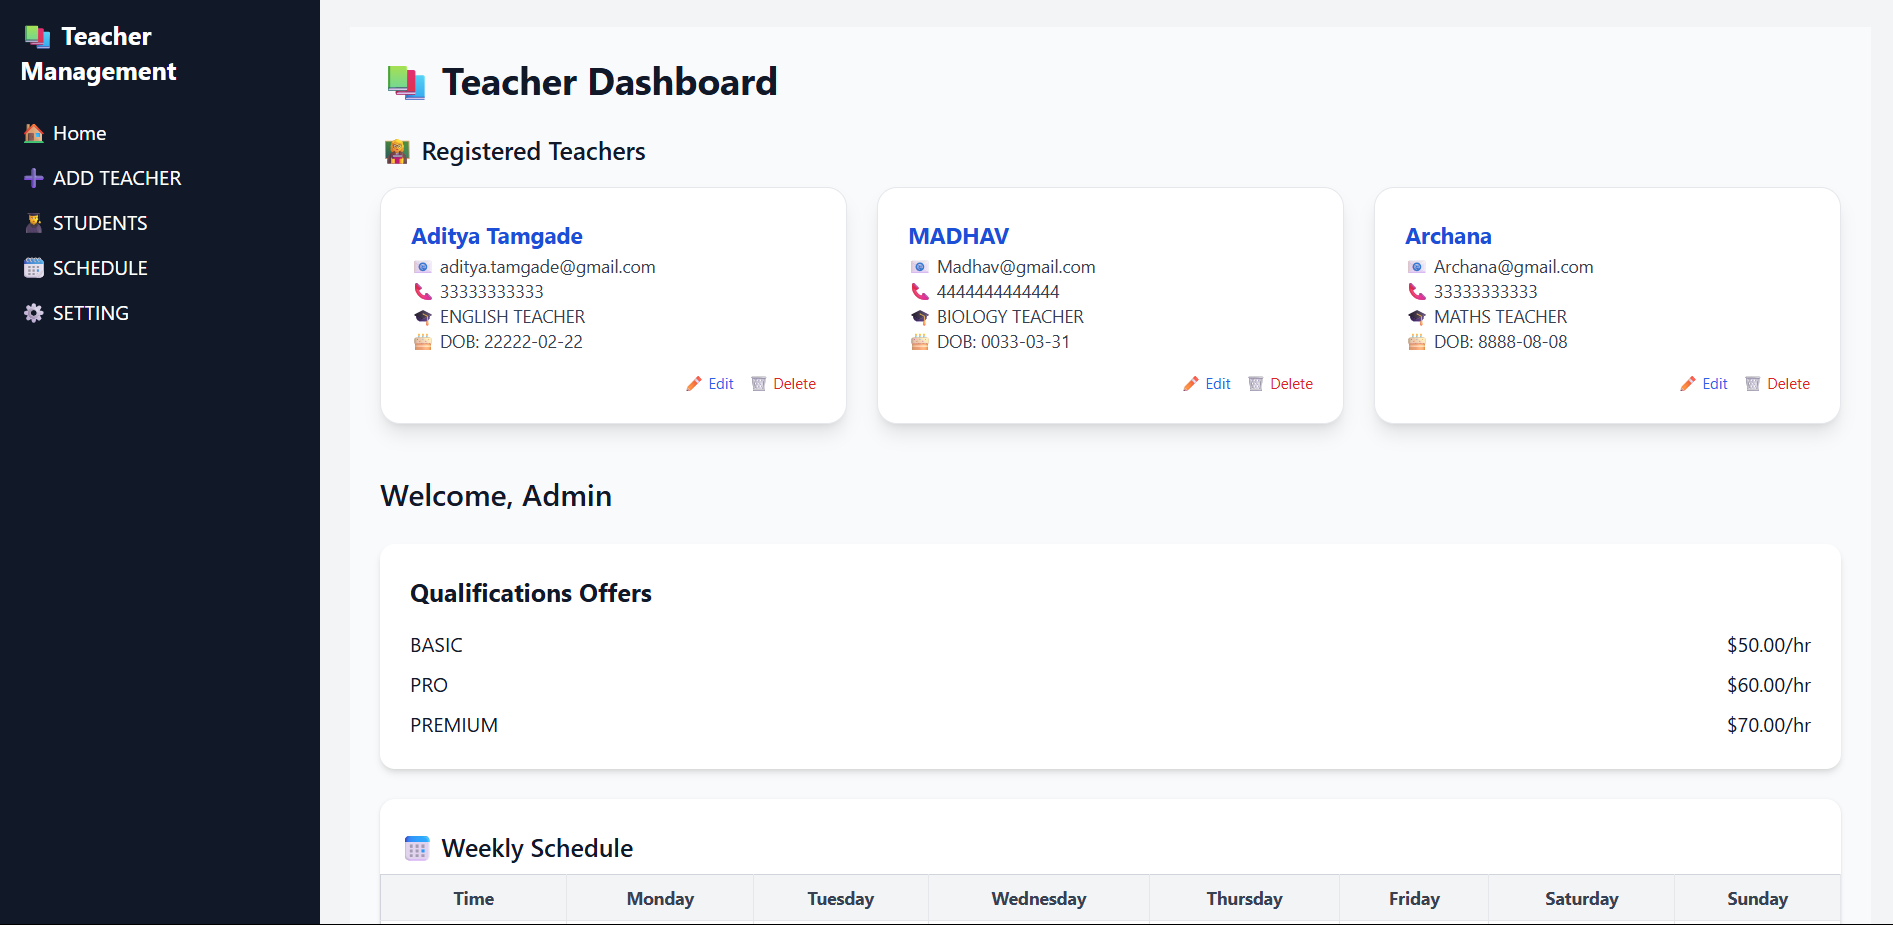 Teacher
Management
Home
ADD TEACHER
STUDENTS
SCHEDULE
SETTING
Teacher Dashboard
Registered Teachers
Aditya Tamgade
aditya.tamgade@gmail.com
33333333333
ENGLISH TEACHER
DOB: 22222-02-22
Edit Delete
MADHAV
Madhav@gmail.com
4444444444444
BIOLOGY TEACHER
DOB: 0033-03-31
Edit Delete
Archana
Archana@gmail.com
33333333333
MATHS TEACHER
DOB: 8888-08-08
Edit Delete
Welcome, Admin
Qualifications Offers
BASIC $50.00/hr
PRO $60.00/hr
PREMIUM $70.00/hr
Weekly Schedule
Time Monday Tuesday Wednesday Thursday Friday Saturday Sunday